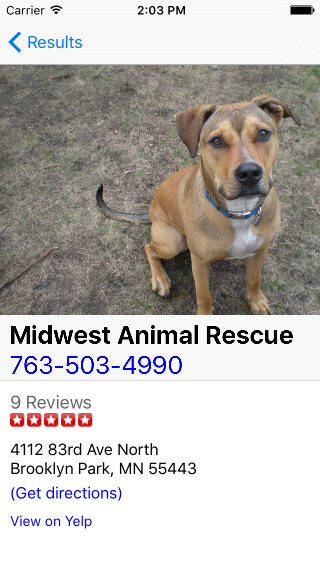 Carrier 2:03 PM
Results
Midwest Animal Rescue
763-503-4990
9 Reviews
4112 83rd Ave North
Brooklyn Park, MN 55443
(Get directions)
View on Yelp